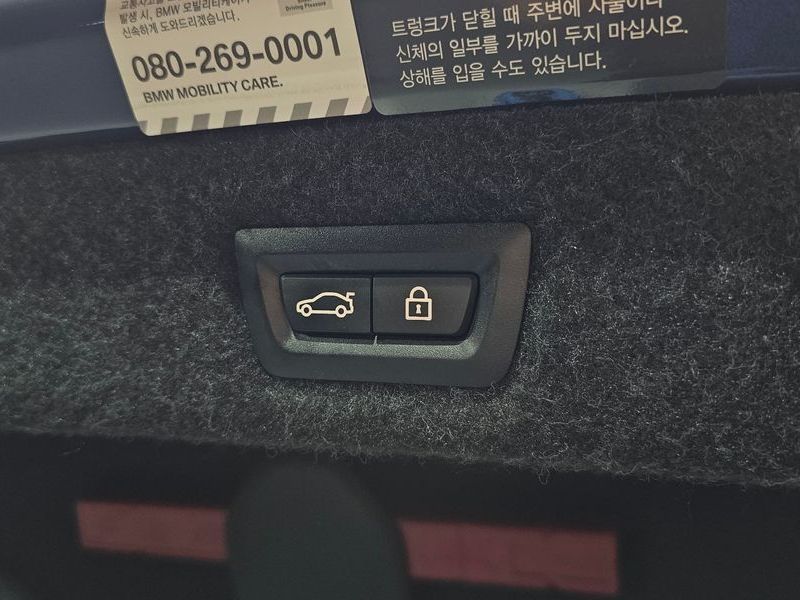 발생 시, BMW 모빌리티케어가
신속하게 도와드리겠습니다.
Driving Pleasure
080-269-0001
BMW MOBILITY CARE.
트렁크가 닫힐 때 주변에 사물이나
신체의 일부를 가까이 두지 마십시오.
상해를 입을 수도 있습니다.